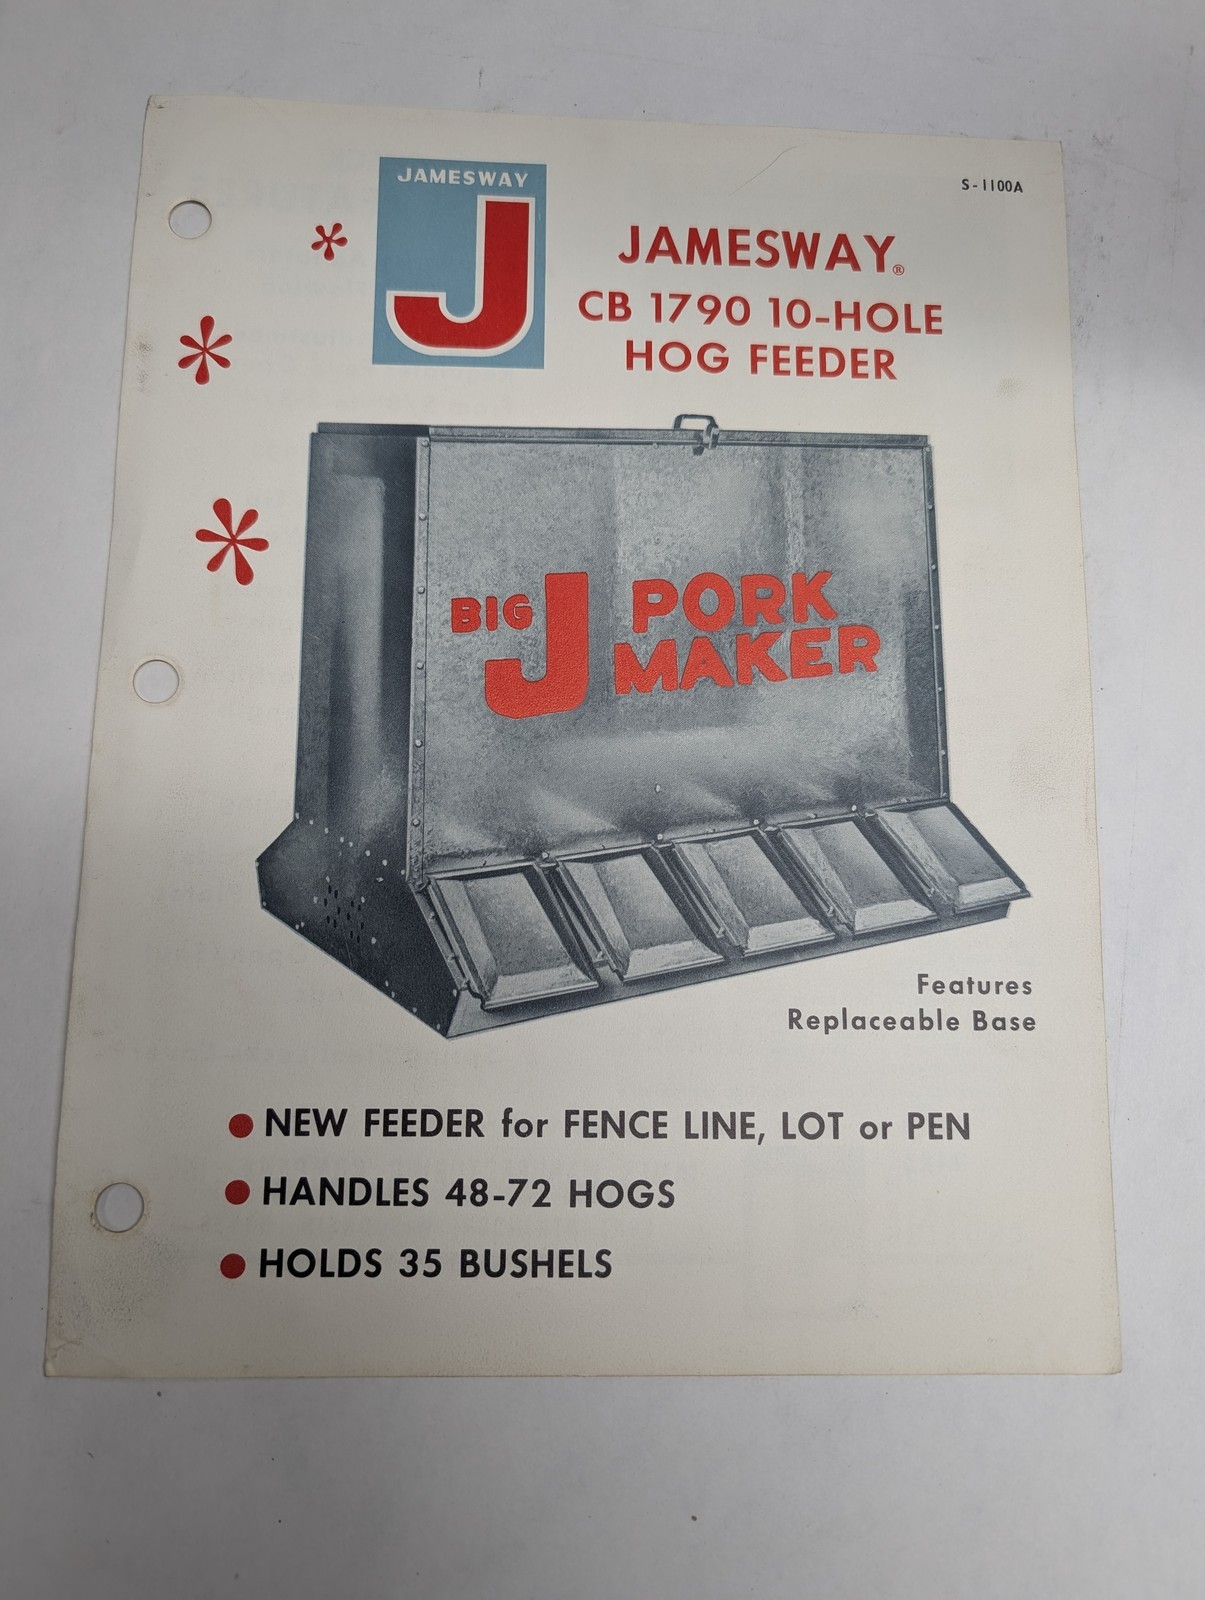 S-1100A
JAMESWAY
J
JAMESWAY®
CB 1790 10-HOLE
HOG FEEDER
BIG J PORK
MAKER
Features
Replaceable Base
● NEW FEEDER for FENCE LINE, LOT or PEN
● HANDLES 48-72 HOGS
● HOLDS 35 BUSHELS